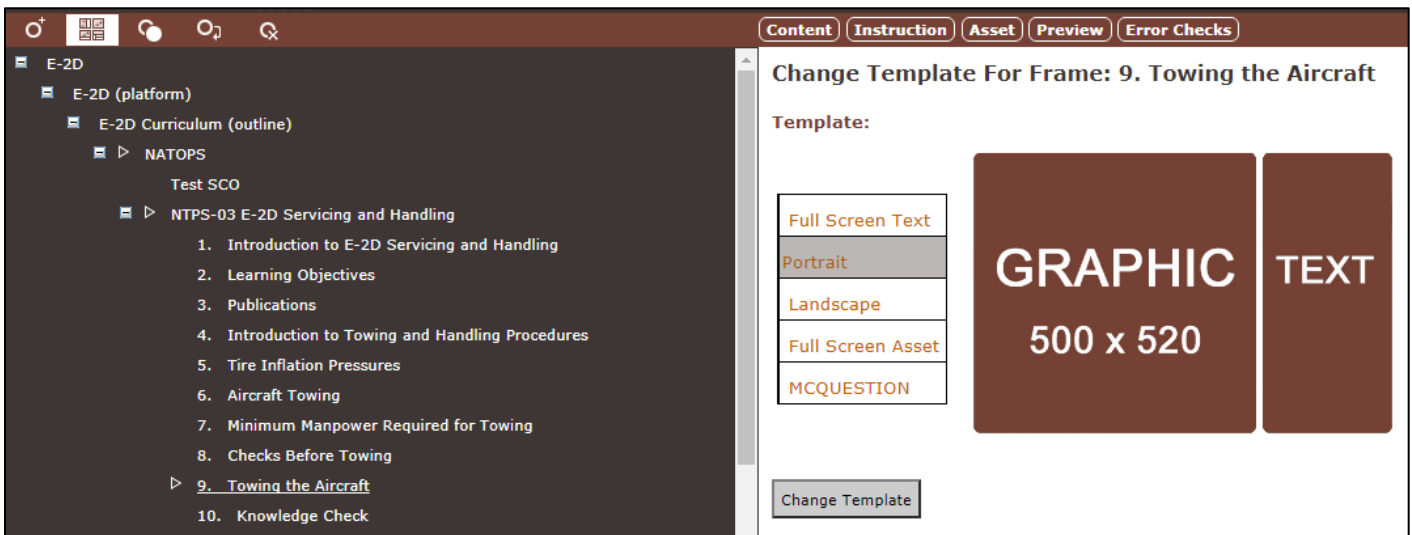 Content Instruction Asset Preview Error Checks
E-2D
E-2D (platform)
E-2D Curriculum (outline)
NATOPS
Test SCO
NTPS-03 E-2D Servicing and Handling
1. Introduction to E-2D Servicing and Handling
2. Learning Objectives
3. Publications
4. Introduction to Towing and Handling Procedures
5. Tire Inflation Pressures
6. Aircraft Towing
7. Minimum Manpower Required for Towing
8. Checks Before Towing
9. Towing the Aircraft
10. Knowledge Check
Change Template For Frame: 9. Towing the Aircraft
Template:
Full Screen Text
Portrait
Landscape
Full Screen Asset
MCQUESTION
GRAPHIC
500 x 520
TEXT
Change Template